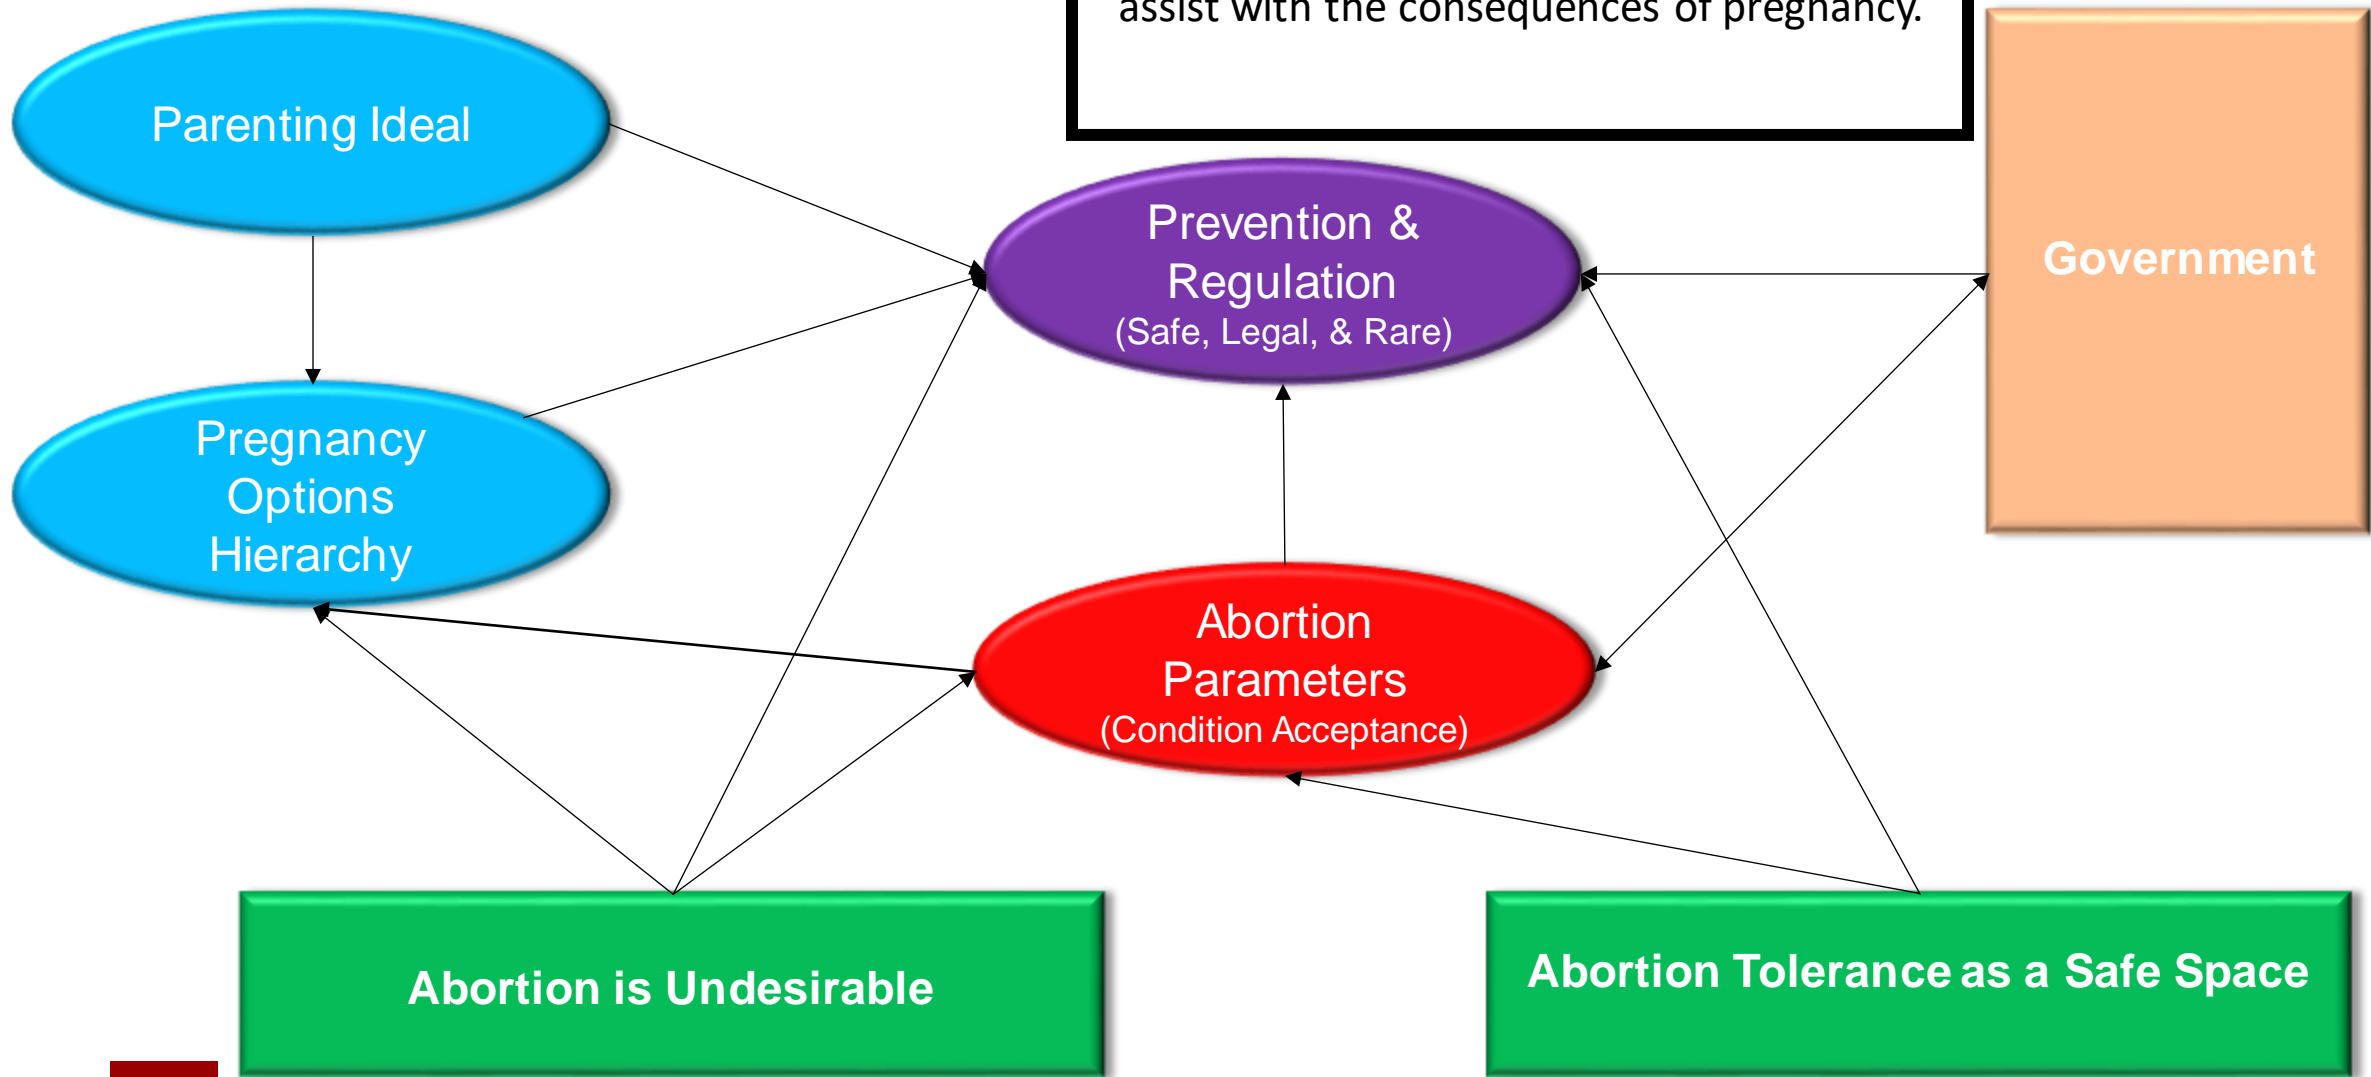 assist with the consequences of pregnancy.
Parenting Ideal
Prevention &
Regulation
(Safe, Legal, & Rare)
Government
Pregnancy
Options
Hierarchy
Abortion
Parameters
(Condition Acceptance)
Abortion is Undesirable
Abortion Tolerance as a Safe Space